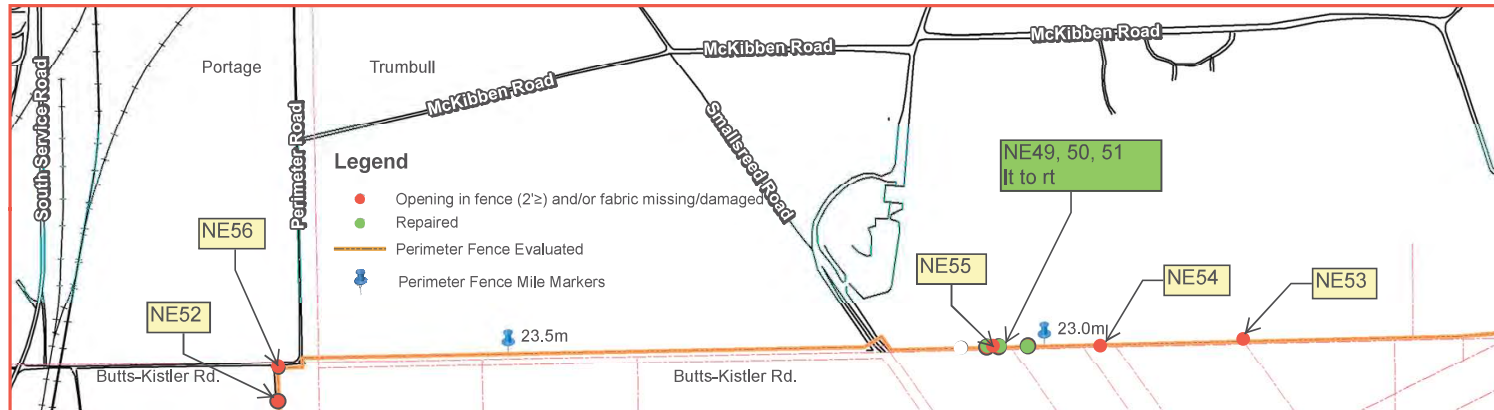 McKibben Road
McKibben Road
Portage
Trumbull
South Service Road
Perimeter Road
McKibben Road
Smallsreed Road
NE49, 50, 51
lt to rt
Legend
Opening in fence (2'≥) and/or fabric missing/damaged
Repaired
Perimeter Fence Evaluated
Perimeter Fence Mile Markers
NE56
NE55
NE54
NE53
NE52
23.5m
23.0m
Butts-Kistler Rd.
Butts-Kistler Rd.